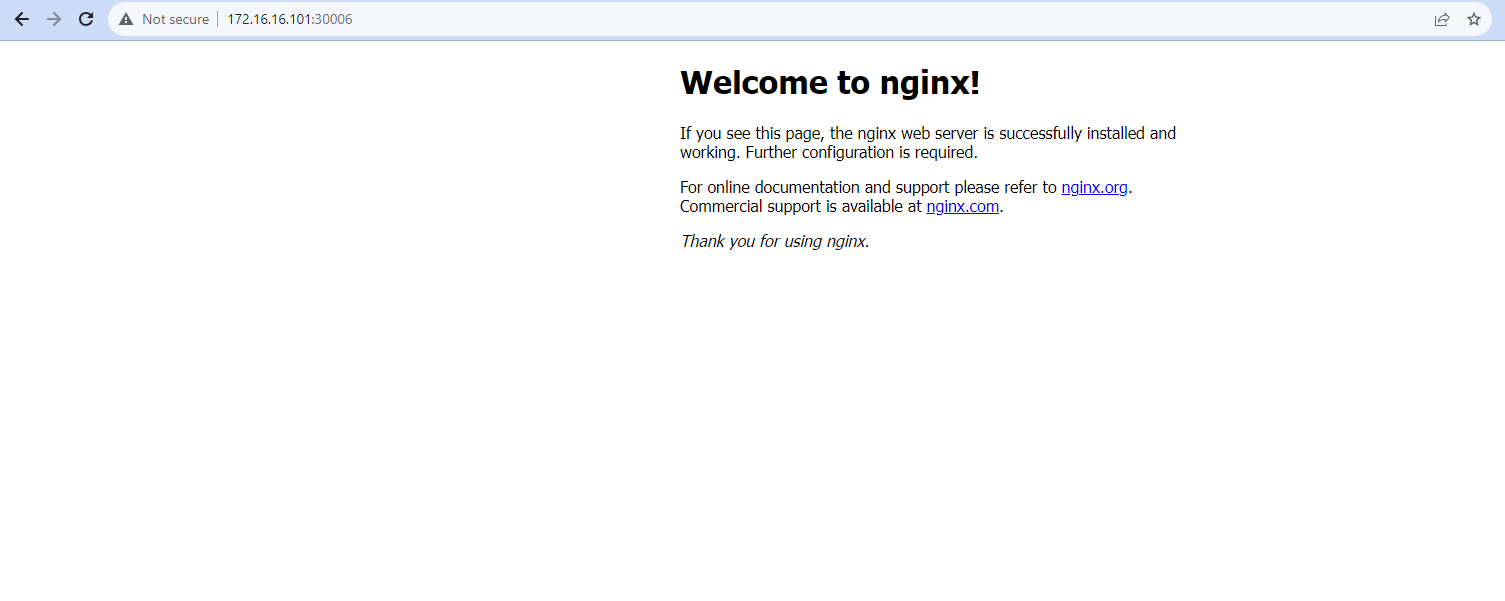 Not secure 172.16.16.101:30006
Welcome to nginx!
If you see this page, the nginx web server is successfully installed and
working. Further configuration is required.
For online documentation and support please refer to nginx.org.
Commercial support is available at nginx.com.
Thank you for using nginx.